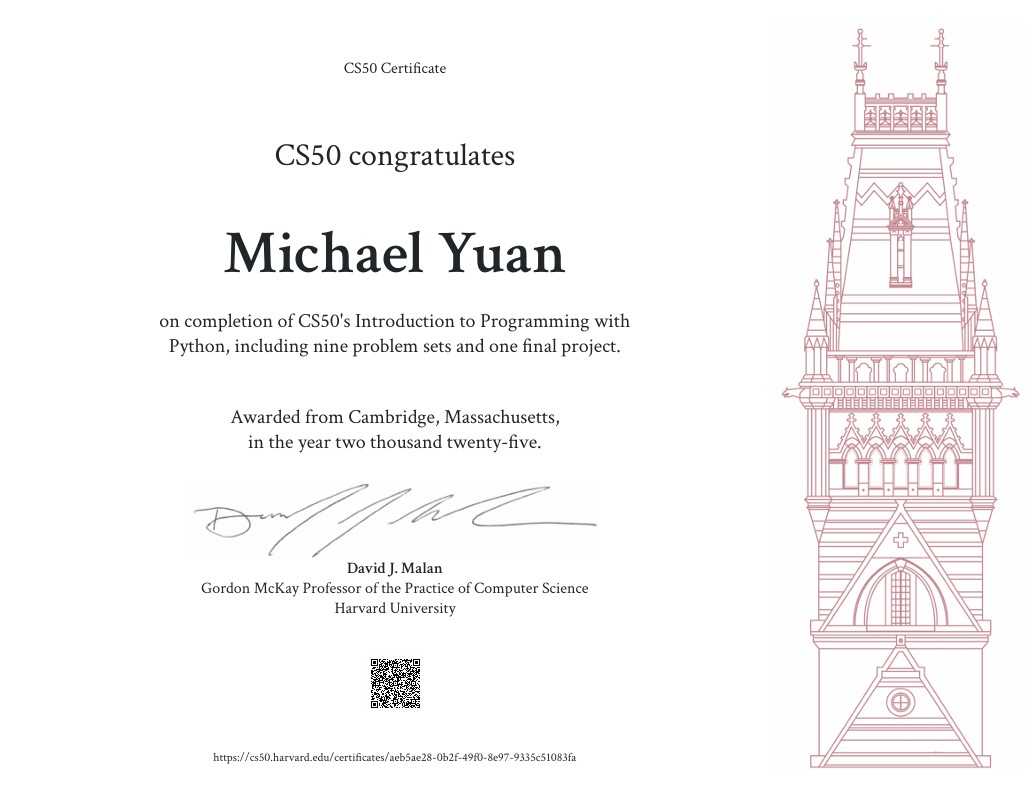 CS50 Certificate
CS50 congratulates
Michael Yuan
on completion of CS50's Introduction to Programming with
Python, including nine problem sets and one final project.
Awarded from Cambridge, Massachusetts,
in the year two thousand twenty-five.
David J. Malan
Gordon McKay Professor of the Practice of Computer Science
Harvard University
https://cs50.harvard.edu/certificates/aeb5ae28-0b2f-49f0-8e97-9335c51083fa